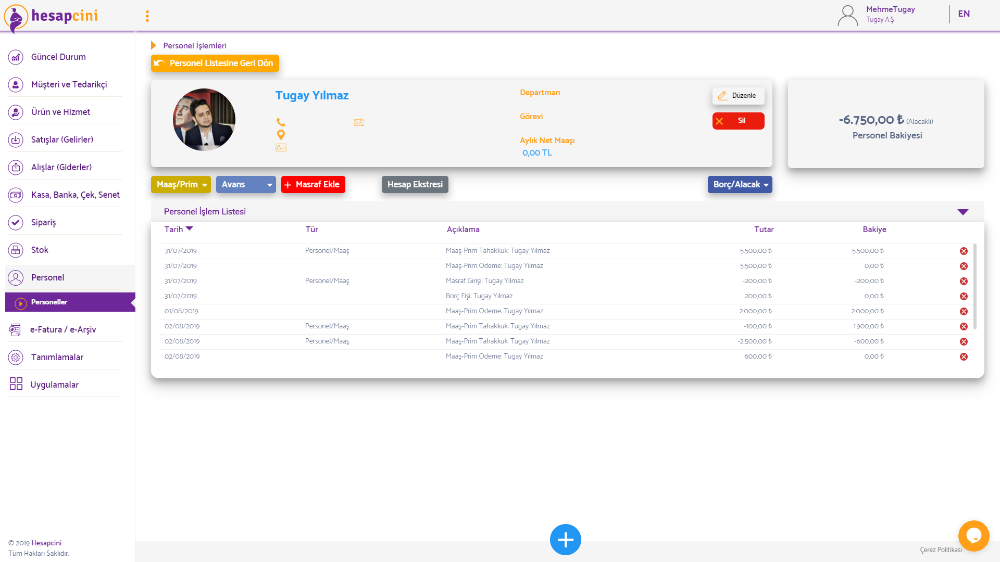 hesapcini
MehmeTugay
Tugay A.Ş
EN
Güncel Durum
Müşteri ve Tedarikçi
Ürün ve Hizmet
Satışlar (Gelirler)
Alışlar (Giderler)
Kasa, Banka, Çek, Senet
Sipariş
Stok
Personel
Personeller
e-Fatura / e-Arşiv
Tanımlamalar
Uygulamalar
© 2019 Hesapcini
Tüm Hakları Saklıdır.
Personel İşlemleri
Personel Listesine Geri Dön
Tugay Yılmaz
Departman
Görevi
Aylık Net Maaşı
0,00 TL
Düzenle
Sil
-6.750,00 ₺ (Alacaklı)
Personel Bakiyesi
Maaş/Prim
Avans
Masraf Ekle
Hesap Ekstresi
Borç/Alacak
Personel İşlem Listesi
Tarih Tür Açıklama Tutar Bakiye
31/07/2019 Personel/Maaş Maaş-Prim Tahakkuk: Tugay Yılmaz -5.500,00 ₺ -5.500,00 ₺
31/07/2019 Maaş-Prim Ödeme: Tugay Yılmaz 5.500,00 ₺ 0,00 ₺
31/07/2019 Personel/Maaş Masraf Girişi: Tugay Yılmaz -200,00 ₺ -200,00 ₺
31/07/2019 Borç Fişi: Tugay Yılmaz 200,00 ₺ 0,00 ₺
01/08/2019 Maaş-Prim Ödeme: Tugay Yılmaz 2.000,00 ₺ 2.000,00 ₺
02/08/2019 Personel/Maaş Maaş-Prim Tahakkuk: Tugay Yılmaz -100,00 ₺ 1.900,00 ₺
02/08/2019 Personel/Maaş Maaş-Prim Tahakkuk: Tugay Yılmaz -2.500,00 ₺ -600,00 ₺
02/08/2019 Maaş-Prim Ödeme: Tugay Yılmaz 600,00 ₺ 0,00 ₺
Çerez Politikası